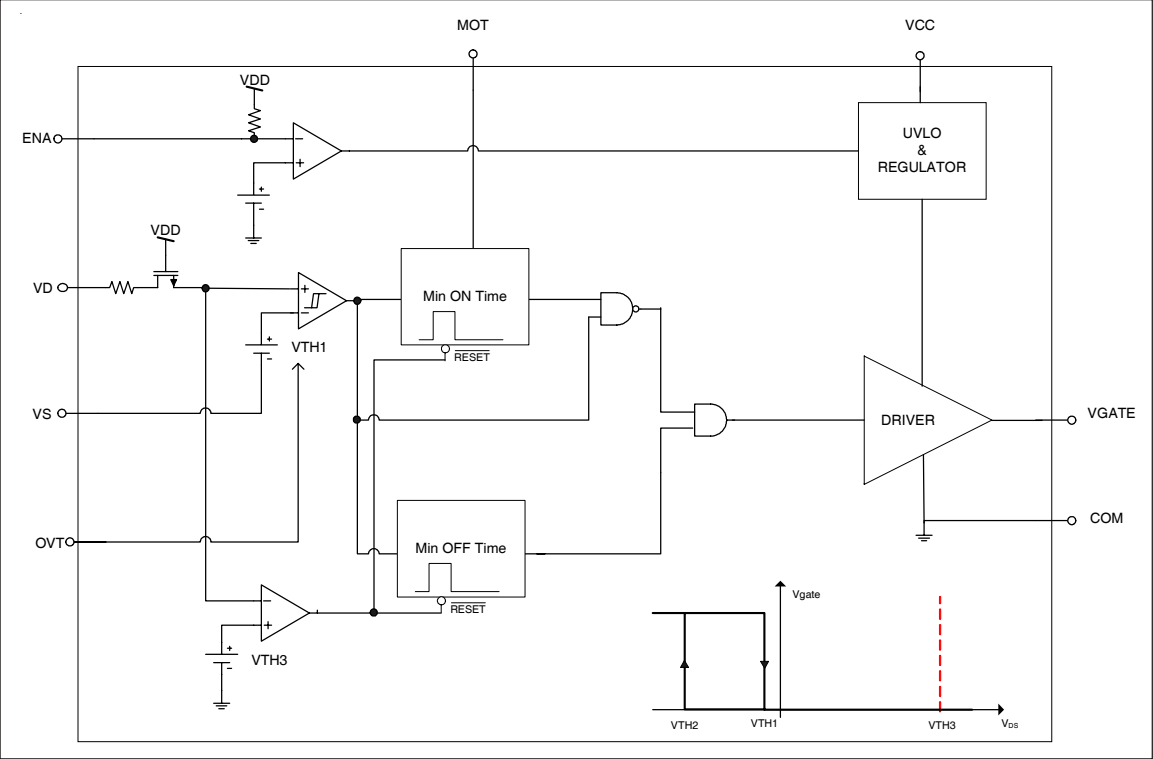 MOT
VCC
VDD
ENA
UVLO
&
REGULATOR
VDD
VD
Min ON Time
VTH1
RESET
VS
DRIVER
VGATE
COM
OVT
Min OFF Time
RESET
VTH3
Vgate
VTH2
VTH1
VTH3
VDS